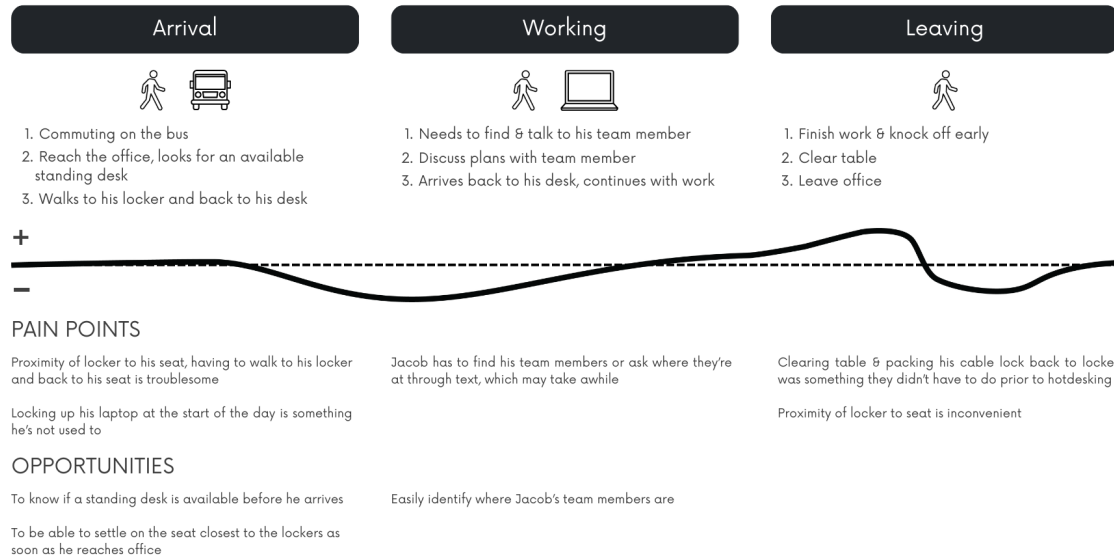 Arrival
Working
Leaving
1. Commuting on the bus
2. Reach the office, looks for an available
standing desk
3. Walks to his locker and back to his desk
1. Needs to find & talk to his team member
2. Discuss plans with team member
3. Arrives back to his desk, continues with work
1. Finish work & knock off early
2. Clear table
3. Leave office
+
−
PAIN POINTS
Proximity of locker to his seat, having to walk to his locker
and back to his seat is troublesome
Locking up his laptop at the start of the day is something
he's not used to
Jacob has to find his team members or ask where they're
at through text, which may take awhile
Clearing table & packing his cable lock back to locke
was something they didn't have to do prior to hotdesking
Proximity of locker to seat is inconvenient
OPPORTUNITIES
To know if a standing desk is available before he arrives
To be able to settle on the seat closest to the lockers as
soon as he reaches office
Easily identify where Jacob's team members are